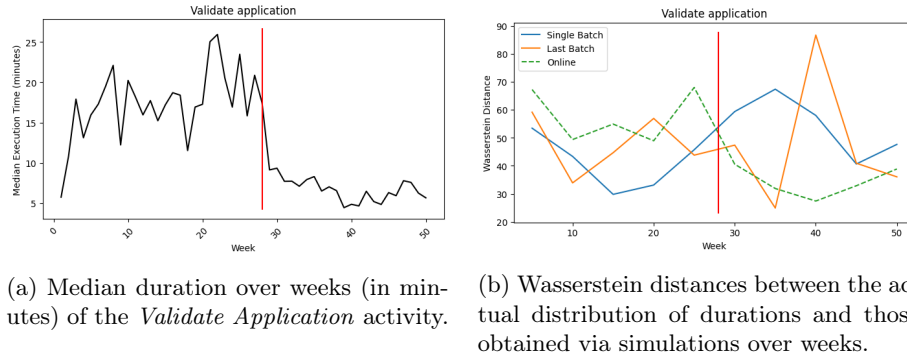 Validate application
Median Execution Time (minutes)
25
20
15
10
5
0
10
20
30
40
50
Week
(a) Median duration over weeks (in min-
utes) of the Validate Application activity.
Validate application
Single Batch
Last Batch
Online
Wasserstein Distance
90
80
70
60
50
40
30
20
10
20
30
40
50
Week
(b) Wasserstein distances between the ac
tual distribution of durations and thos
obtained via simulations over weeks.